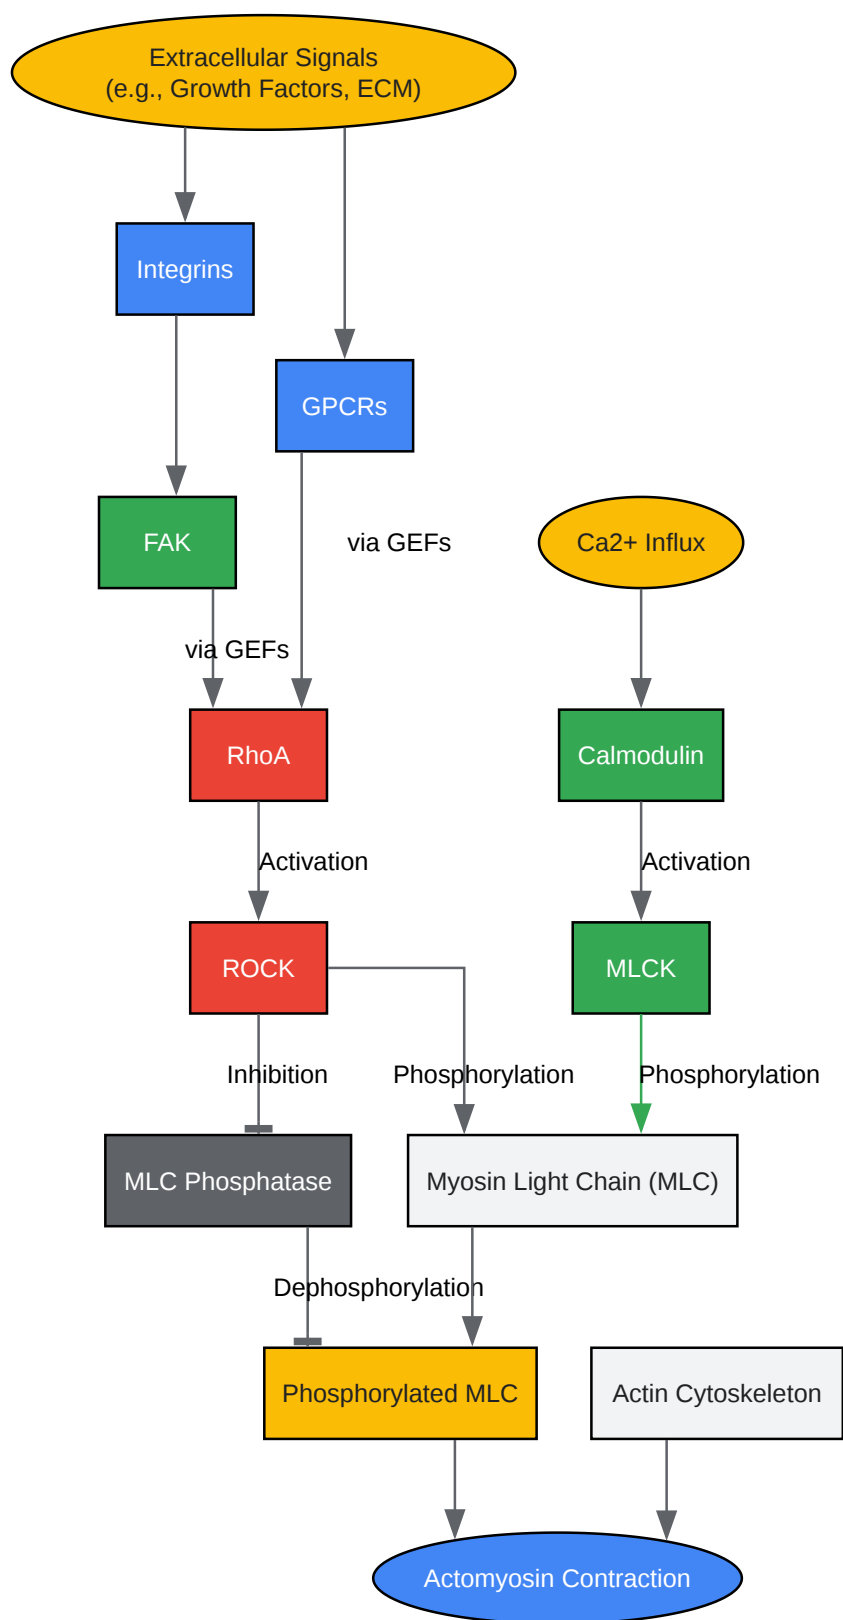 Extracellular Signals
(e.g., Growth Factors, ECM)
Integrins
GPCRs
FAK
via GEFs
Ca2+ Influx
via GEFs
RhoA
Calmodulin
Activation
Activation
ROCK
MLCK
Inhibition
Phosphorylation
Phosphorylation
MLC Phosphatase
Myosin Light Chain (MLC)
Dephosphorylation
Phosphorylated MLC
Actin Cytoskeleton
Actomyosin Contraction